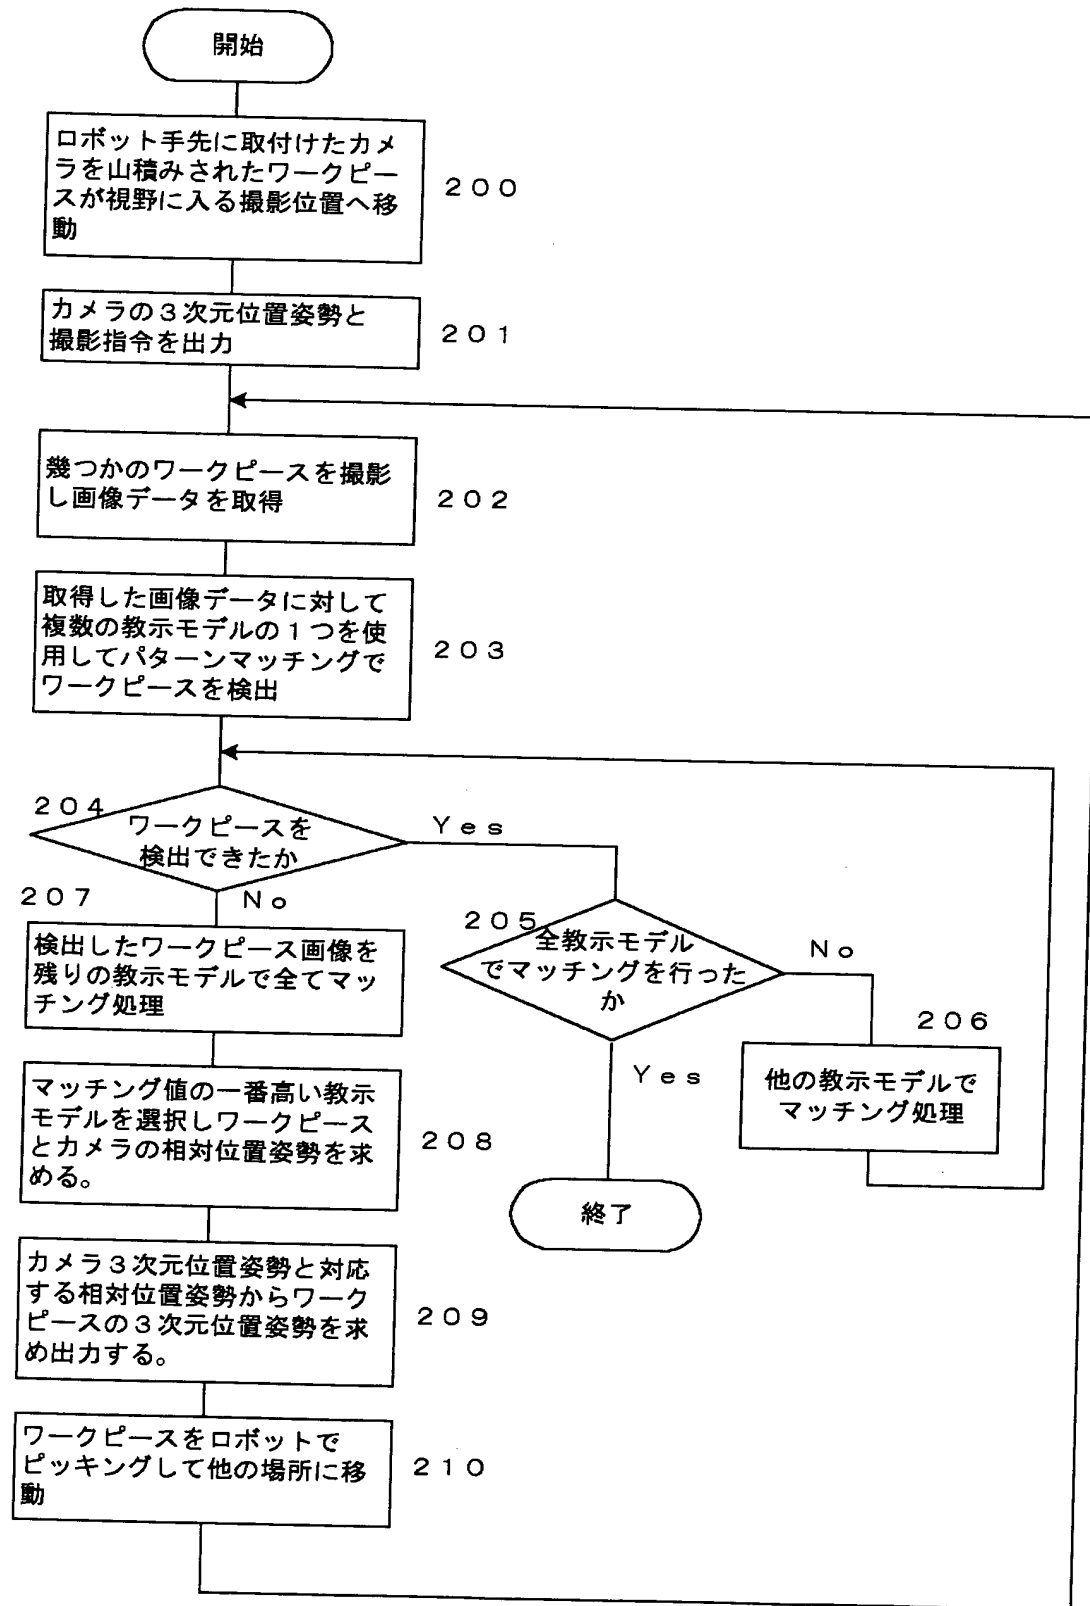 開始
ロボット手先に取付けたカメ
ラを山積みされたワークピー
スが視野に入る撮影位置へ移
動
200
カメラの3次元位置姿勢と
撮影指令を出力
201
幾つかのワークピースを撮影
し画像データを取得
202
取得した画像データに対して
複数の教示モデルの1つを使
用してパターンマッチングで
ワークピースを検出
203
204
ワークピースを
検出できたか
Yes
No
205
全教示モデル
でマッチングを行った
か
No
Yes
206
他の教示モデルで
マッチング処理
終了
207
検出したワークピース画像を
残りの教示モデルで全てマッ
チング処理
マッチング値の一番高い教示
モデルを選択しワークピース
とカメラの相対位置姿勢を求
める。
208
カメラ3次元位置姿勢と対応
する相対位置姿勢からワーク
ピースの3次元位置姿勢を求
め出力する。
209
ワークピースをロボットで
ピッキングして他の場所に移
動
210